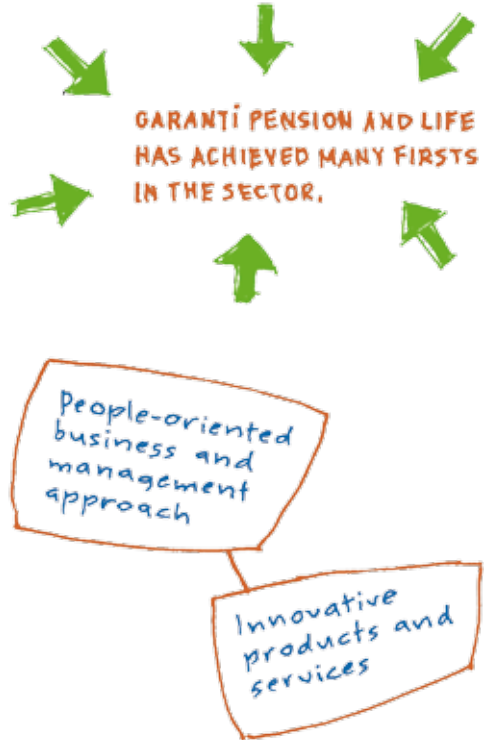 GARANTİ PENSION AND LIFE
HAS ACHIEVED MANY FIRSTS
IN THE SECTOR.
People-oriented
business and
management
approach
Innovative
products and
services